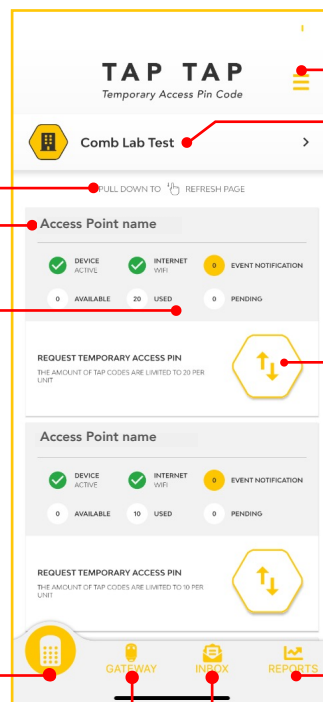 TAP TAP
Temporary Access Pin Code
Comb Lab Test
PULL DOWN TO REFRESH PAGE
Access Point name
DEVICE INTERNET 0 EVENT NOTIFICATION
ACTIVE WIFI
0 AVAILABLE 20 USED 0 PENDING
REQUEST TEMPORARY ACCESS PIN
THE AMOUNT OF TAP CODES ARE LIMITED TO 20 PER
UNIT
Access Point name
DEVICE INTERNET 0 EVENT NOTIFICATION
ACTIVE WIFI
0 AVAILABLE 10 USED 0 PENDING
REQUEST TEMPORARY ACCESS PIN
THE AMOUNT OF TAP CODES ARE LIMITED TO 10 PER
UNIT
GATEWAY INBOX REPORTS